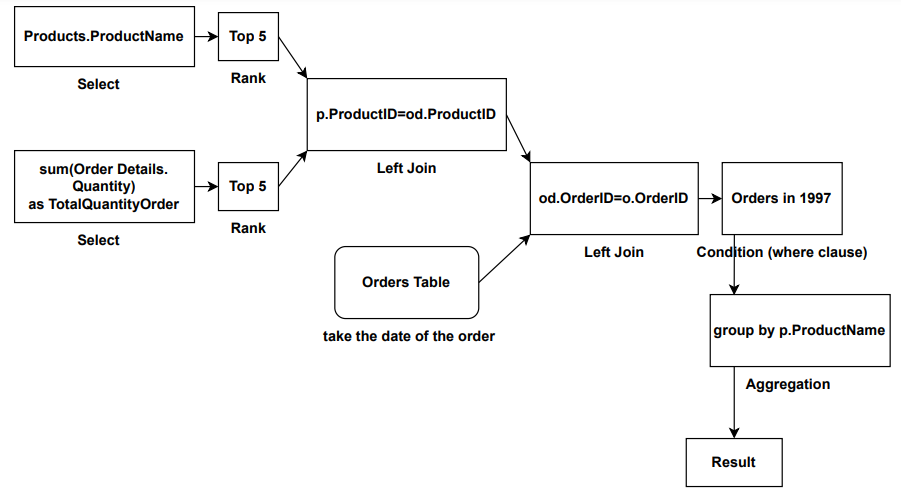 Products.ProductName
Top 5
Select
Rank
p.ProductID=od.ProductID
Left Join
sum(Order Details.
Quantity)
as TotalQuantityOrder
Top 5
Select
Rank
od.OrderID=o.OrderID
Left Join
Orders in 1997
Condition (where clause)
Orders Table
take the date of the order
group by p.ProductName
Aggregation
Result